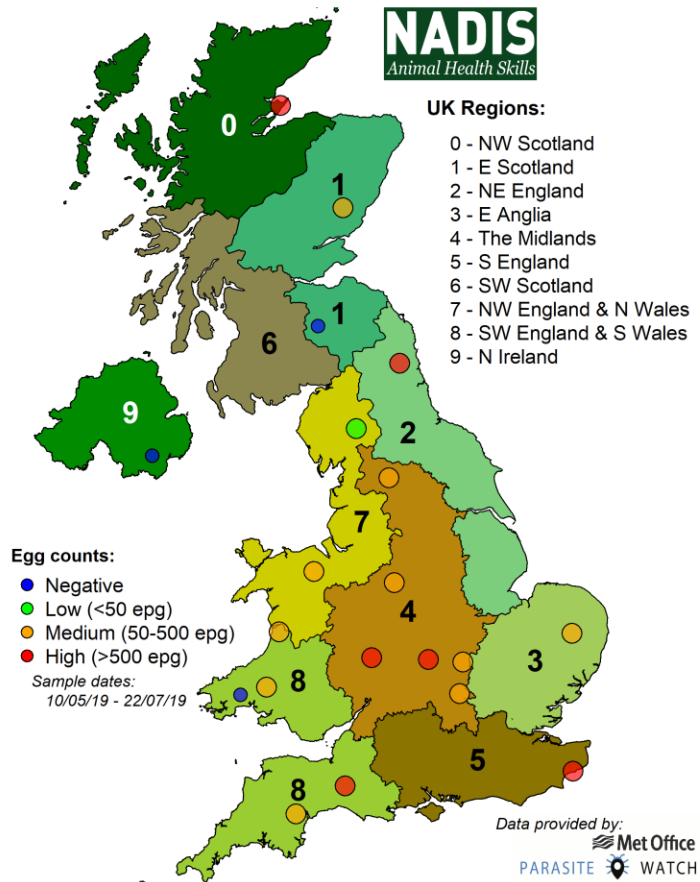 NADIS
Animal Health Skills
UK Regions:
0 - NW Scotland
1 - E Scotland
2 - NE England
3 - E Anglia
4 - The Midlands
5 - S England
6 - SW Scotland
7 - NW England & N Wales
8 - SW England & S Wales
9 - N Ireland
0
1
1
6
9
2
7
4
3
8
5
8
Egg counts:
Negative
Low (<50 epg)
Medium (50-500 epg)
High (>500 epg)
Sample dates:
10/05/19 - 22/07/19
Data provided by:
Met Office
PARASITE WATCH